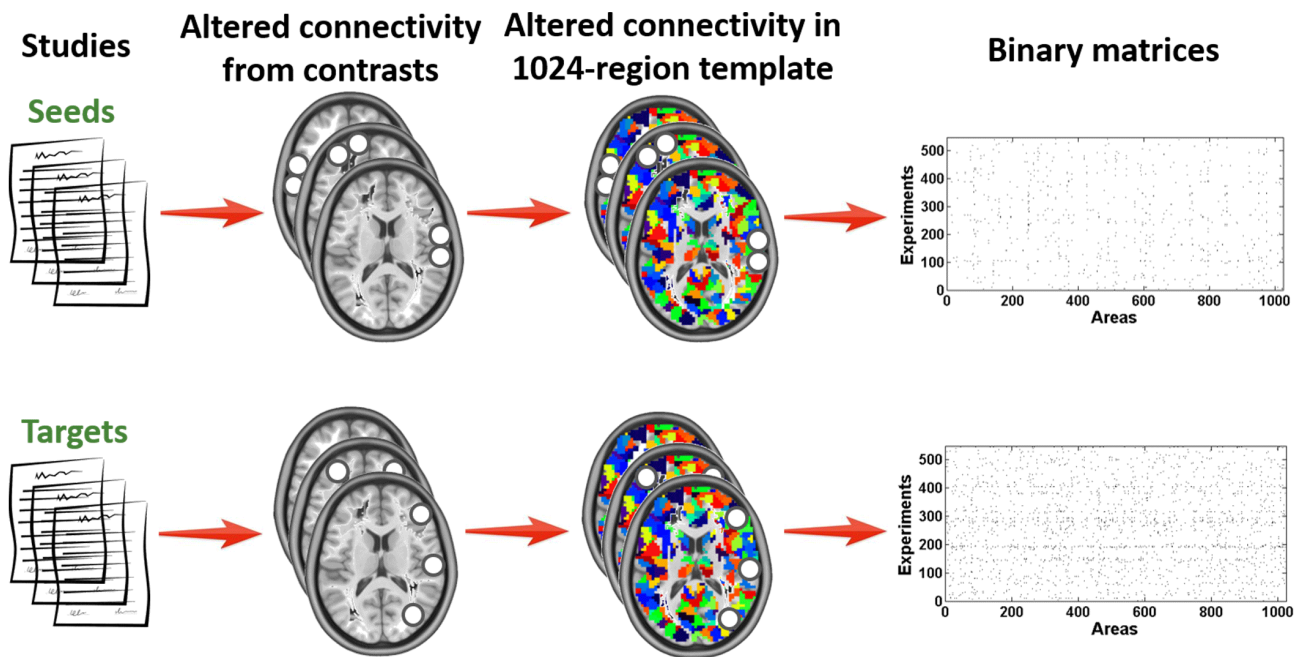 Studies
Altered connectivity
from contrasts
Altered connectivity in
1024-region template
Binary matrices
Seeds
500
400
300
200
100
0
Experiments
0 200 400 600 800 1000
Areas
Targets
500
400
300
200
100
0
Experiments
0 200 400 600 800 1000
Areas